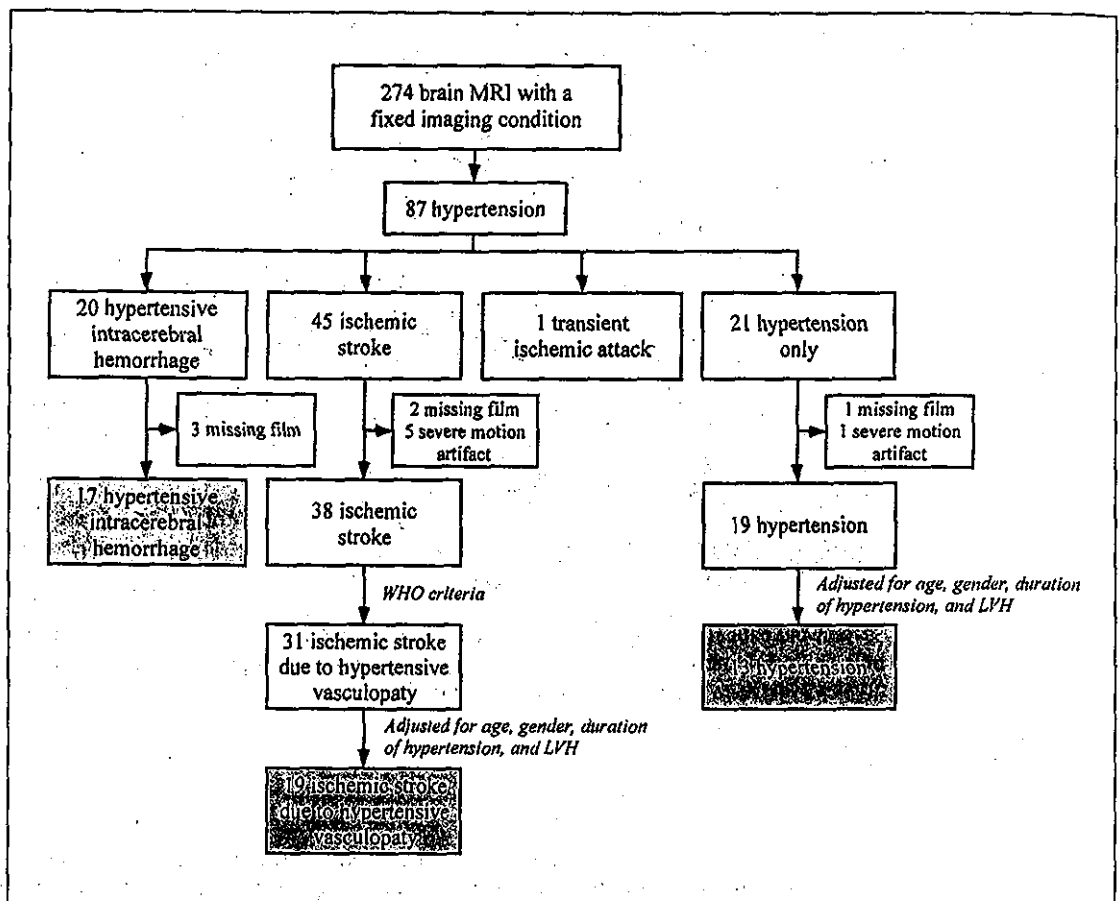 274 brain MRI with a
fixed imaging condition
87 hypertension
20 hypertensive
intracerebral
hemorrhage
45 ischemic
stroke
1 transient
ischemic attack
21 hypertension
only
3 missing film
2 missing film
5 severe motion
artifact
1 missing film
1 severe motion
artifact
17 hypertensive
intracerebral
hemorrhage
38 ischemic
stroke
19 hypertension
WHO criteria
Adjusted for age, gender, duration
of hypertension, and LVH
31 ischemic stroke
due to hypertensive
vasculopaty
13 hypertension
Adjusted for age, gender, duration
of hypertension, and LVH
19 ischemic stroke
due to hypertensive
vasculopaty